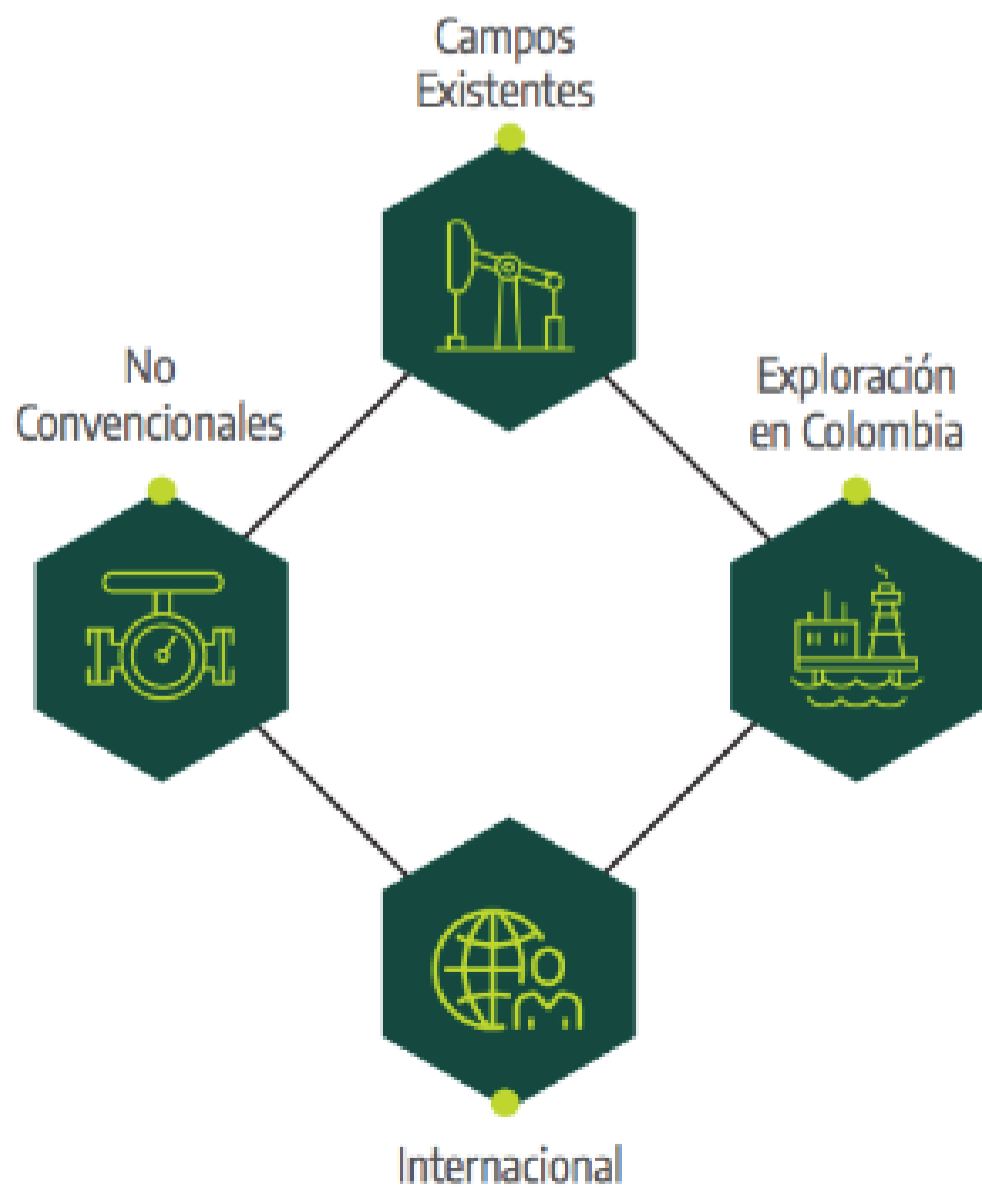 Campos
Existentes
No
Convencionales
Exploración
en Colombia
Internacional